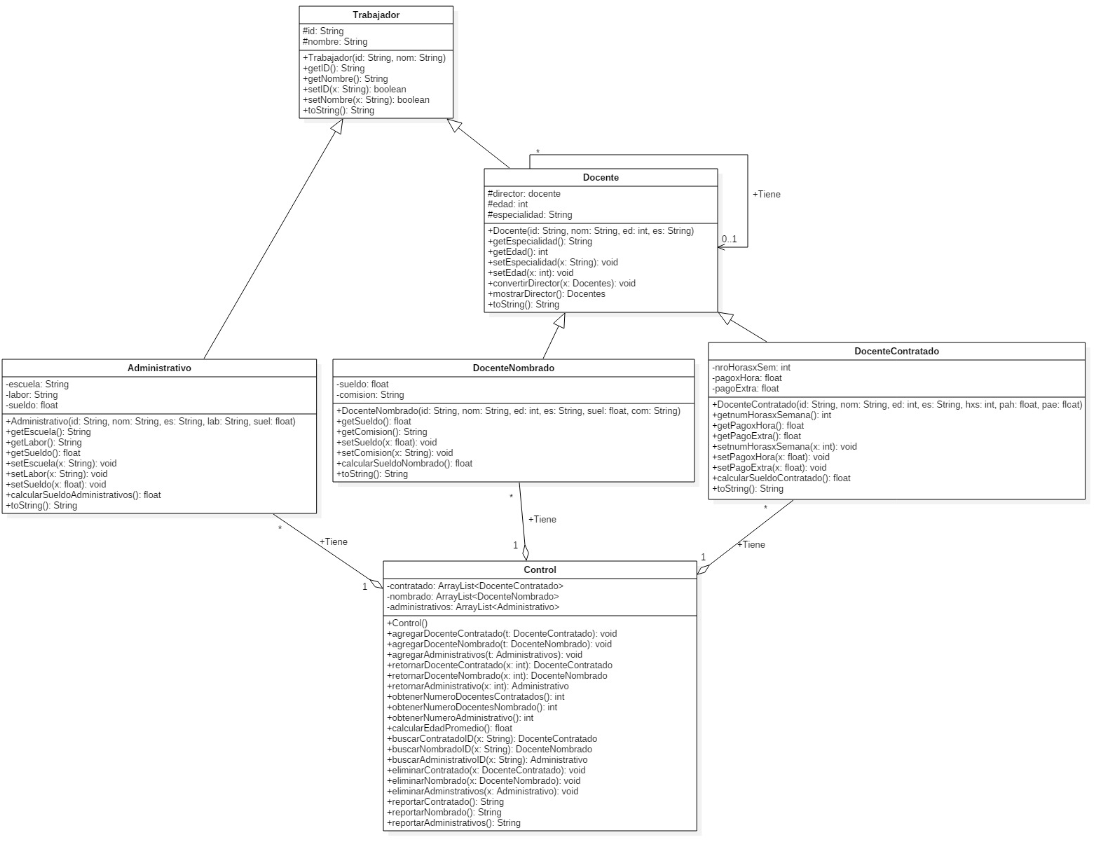 Trabajador
#id: String
#nombre: String
+Trabajador(id: String, nom: String)
+getID(): String
+getNombre(): String
+setID(x: String): boolean
+setNombre(x: String): boolean
+toString(): String
*
+Tiene
0..1
Docente
#director: docente
#edad: int
#especialidad: String
+Docente(id: String, nom: String, ed: int, es: String)
+getEspecialidad(): String
+getEdad(): int
+setEspecialidad(x: String): void
+setEdad(x: int): void
+convertirDirector(x: Docentes): void
+mostrarDirector(): Docentes
+toString(): String
Administrativo
-escuela: String
-labor: String
-sueldo: float
+Administrativo(id: String, nom: String, es: String, lab: String, suel: float)
+getEscuela(): String
+getLabor(): String
+getSueldo(): float
+setEscuela(x: String): void
+setLabor(x: String): void
+setSueldo(x: float): void
+calcularSueldoAdministrativos(): float
+toString(): String
DocenteNombrado
-sueldo: float
-comision: String
+DocenteNombrado(id: String, nom: String, ed: int, es: String, suel: float, com: String)
+getSueldo(): float
+getComision(): String
+setSueldo(x: float): void
+setComision(x: String): void
+calcularSueldoNombrado(): float
+toString(): String
DocenteContratado
-nroHorasxSem: int
-pagoxHora: float
-pagoExtra: float
+DocenteContratado(id: String, nom: String, ed: int, es: String, hxs: int, pah: float, pae: float)
+getnumHorasxSemana(): int
+getPagoxHora(): float
+getPagoExtra(): float
+setnumHorasxSemana(x: int): void
+setPagoxHora(x: float): void
+setPagoExtra(x: float): void
+calcularSueldoContratado(): float
+toString(): String
*
+Tiene
1
*
+Tiene
1
*
+Tiene
1
Control
-contratado: ArrayList<DocenteContratado>
-nombrado: ArrayList<DocenteNombrado>
-administrativos: ArrayList<Administrativo>
+Control()
+agregarDocenteContratado(t: DocenteContratado): void
+agregarDocenteNombrado(t: DocenteNombrado): void
+agregarAdministrativos(t: Administrativos): void
+retornarDocenteContratado(x: int): DocenteContratado
+retornarDocenteNombrado(x: int): DocenteNombrado
+retornarAdministrativo(x: int): Administrativo
+obtenerNumeroDocentesContratados(): int
+obtenerNumeroDocentesNombrado(): int
+obtenerNumeroAdministrativo(): int
+calcularEdadPromedio(): float
+buscarContratadoID(x: String): DocenteContratado
+buscarNombradoID(x: String): DocenteNombrado
+buscarAdministrativoID(x: String): Administrativo
+eliminarContratado(x: DocenteContratado): void
+eliminarNombrado(x: DocenteNombrado): void
+eliminarAdminstrativos(x: Administrativo): void
+reportarContratado(): String
+reportarNombrado(): String
+reportarAdministrativos(): String